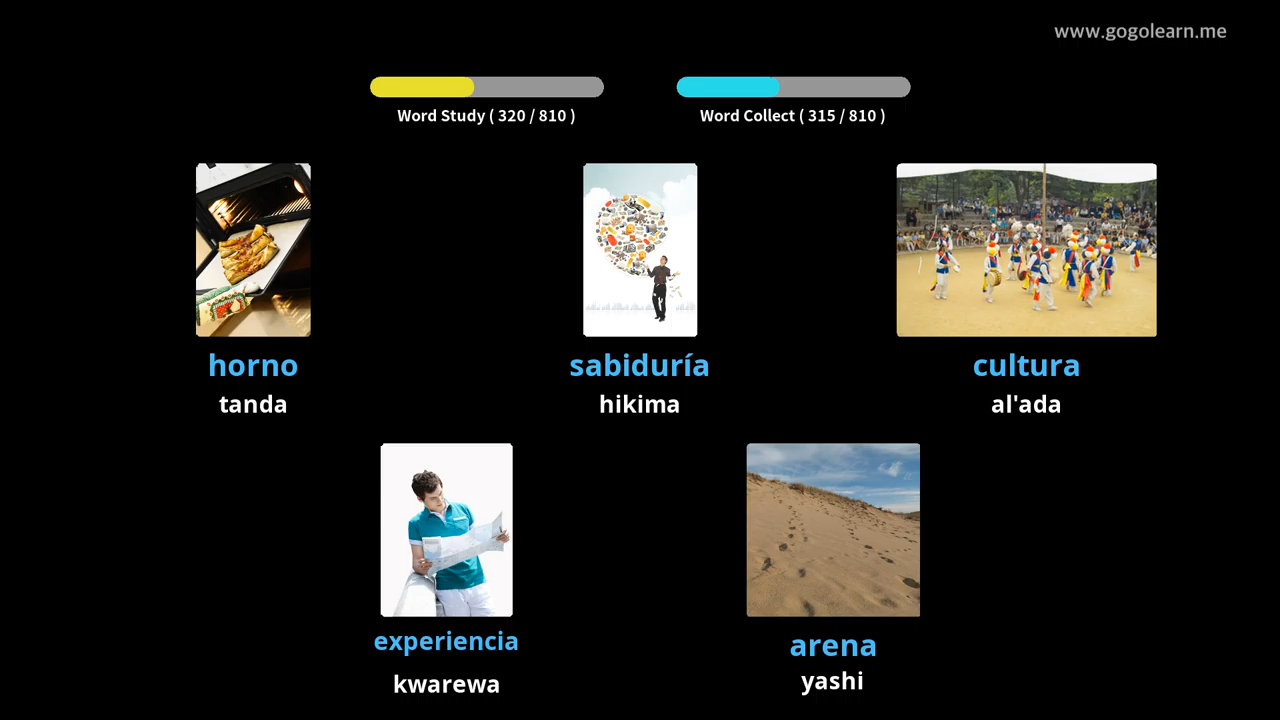 www.gogolearn.me
Word Study ( 320 / 810 )
Word Collect ( 315 / 810 )
horno
tanda
sabiduría
hikima
cultura
al'ada
experiencia
kwarewa
arena
yashi